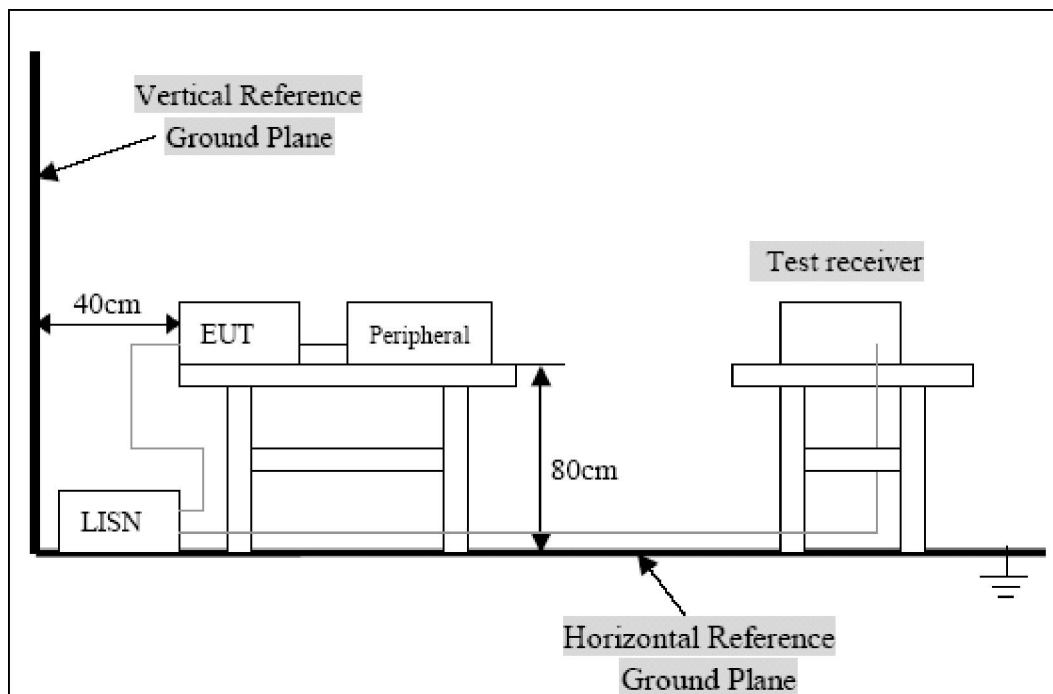 Vertical Reference
Ground Plane
Test receiver
40cm
EUT
Peripheral
80cm
LISN
Horizontal Reference
Ground Plane